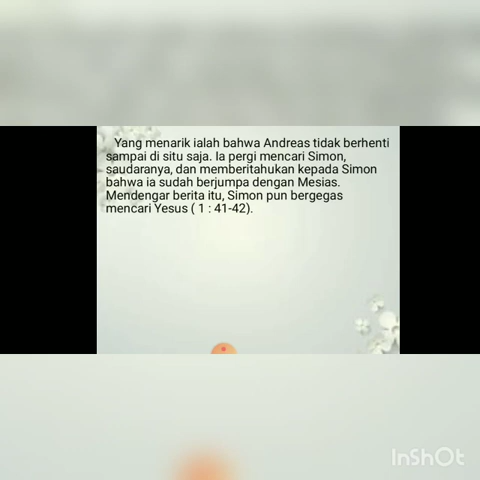 Yang menarik ialah bahwa Andreas tidak berhenti
sampai di situ saja. Ia pergi mencari Simon,
saudaranya, dan memberitahukan kepada Simon
bahwa ia sudah berjumpa dengan Mesias.
Mendengar berita itu, Simon pun bergegas
mencari Yesus ( 1 : 41-42).
InShOt